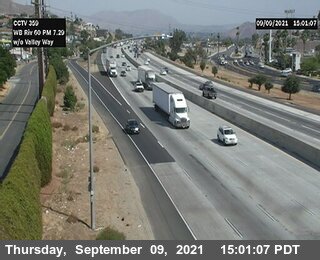 CCTV 359
WB Riv 60 PM 7.29
w/o Valley Way
09/09/2021 15:01:07
Thursday, September 09, 2021 15:01:07 PDT